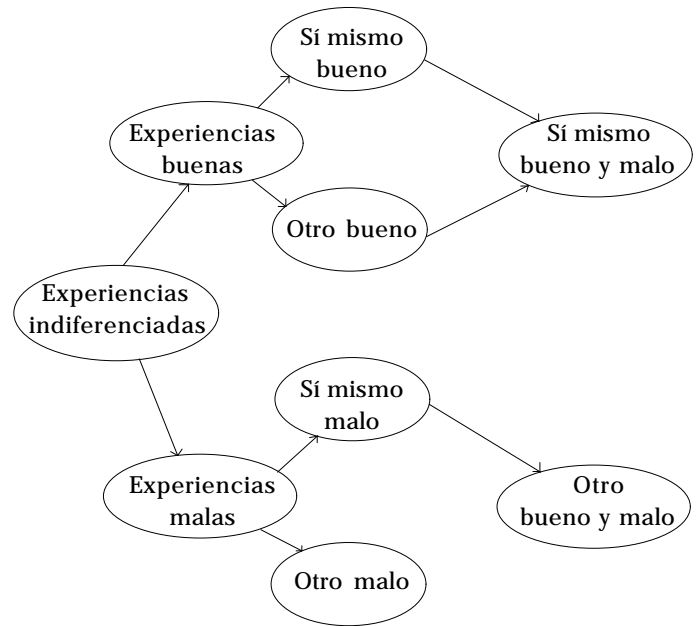 Sí mismo
bueno
Experiencias
buenas
Sí mismo
bueno y malo
Otro bueno
Experiencias
indiferenciadas
Sí mismo
malo
Experiencias
malas
Otro
bueno y malo
Otro malo